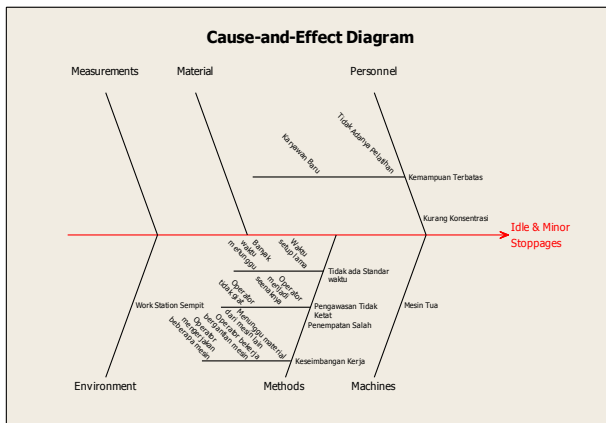 Cause-and-Effect Diagram
Measurements
Material
Personnel
Karyawan Baru
Tidak Adanya pelatihan
Kemampuan Terbatas
Kurang Konsentrasi
Idle & Minor
Stoppages
Banyak
waktu
menunggu
Waktu
setup lama
Tidak ada Standar
waktu
Operator
tidak giat
Operator
menjadi
seenaknya
Pengawasan Tidak
Ketat
Penempatan Salah
Mesin Tua
Work Station Sempit
Operator
mengerjakan
beberapa mesin
Operator bekerja
bergantian mesin
Menunggu material
dari mesin lain
Keseimbangan Kerja
Environment
Methods
Machines